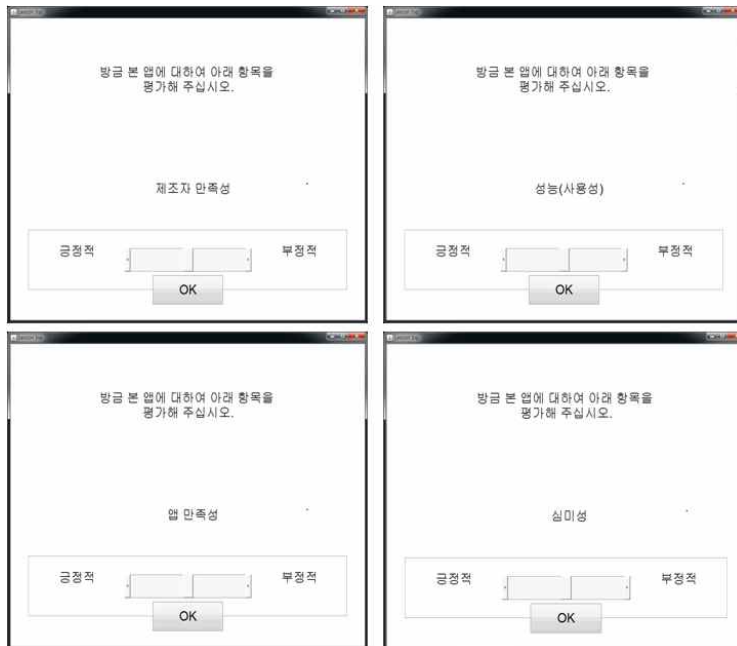 방금 본 앱에 대하여 아래 항목을
평가해 주십시오.
제조자 만족성
긍정적
부정적
OK
방금 본 앱에 대하여 아래 항목을
평가해 주십시오.
성능(사용성)
긍정적
부정적
OK
방금 본 앱에 대하여 아래 항목을
평가해 주십시오.
앱 만족성
긍정적
부정적
OK
방금 본 앱에 대하여 아래 항목을
평가해 주십시오.
심미성
긍정적
부정적
OK